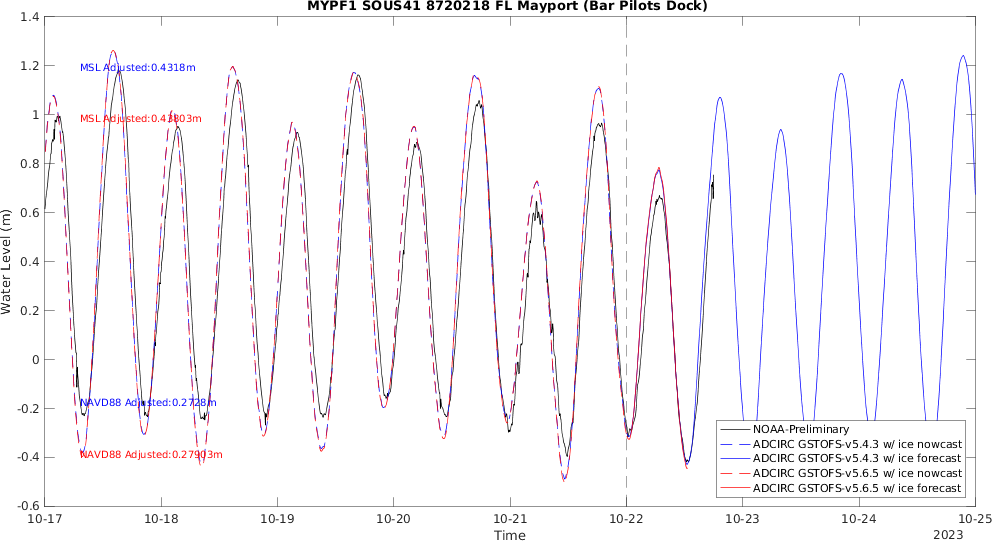 MYPF1 SOUS41 8720218 FL Mayport (Bar Pilots Dock)
1.4
1.2
1
0.8
0.6
0.4
0.2
0
-0.2
-0.4
-0.6
Water Level (m)
MSL Adjusted:0.4318m
MSL Adjusted:0.43803m
NAVD88 Adjusted:0.2728m
NAVD88 Adjusted:0.27903m
NOAA-Preliminary
ADCIRC GSTOFS-v5.4.3 w/ ice nowcast
ADCIRC GSTOFS-v5.4.3 w/ ice forecast
ADCIRC GSTOFS-v5.6.5 w/ ice nowcast
ADCIRC GSTOFS-v5.6.5 w/ ice forecast
10-17 10-18 10-19 10-20 10-21 10-22 10-23 10-24 10-25
Time
2023